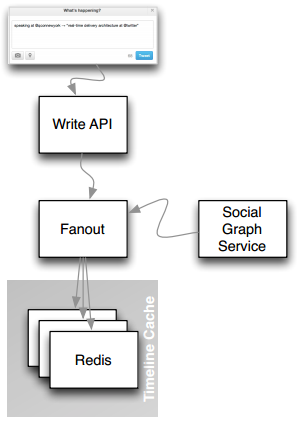 What's happening?
speaking at @qconnewyork -- "real-time delivery architecture at @twitter"
Tweet
Write API
Fanout
Social
Graph
Service
Redis
Timeline Cache